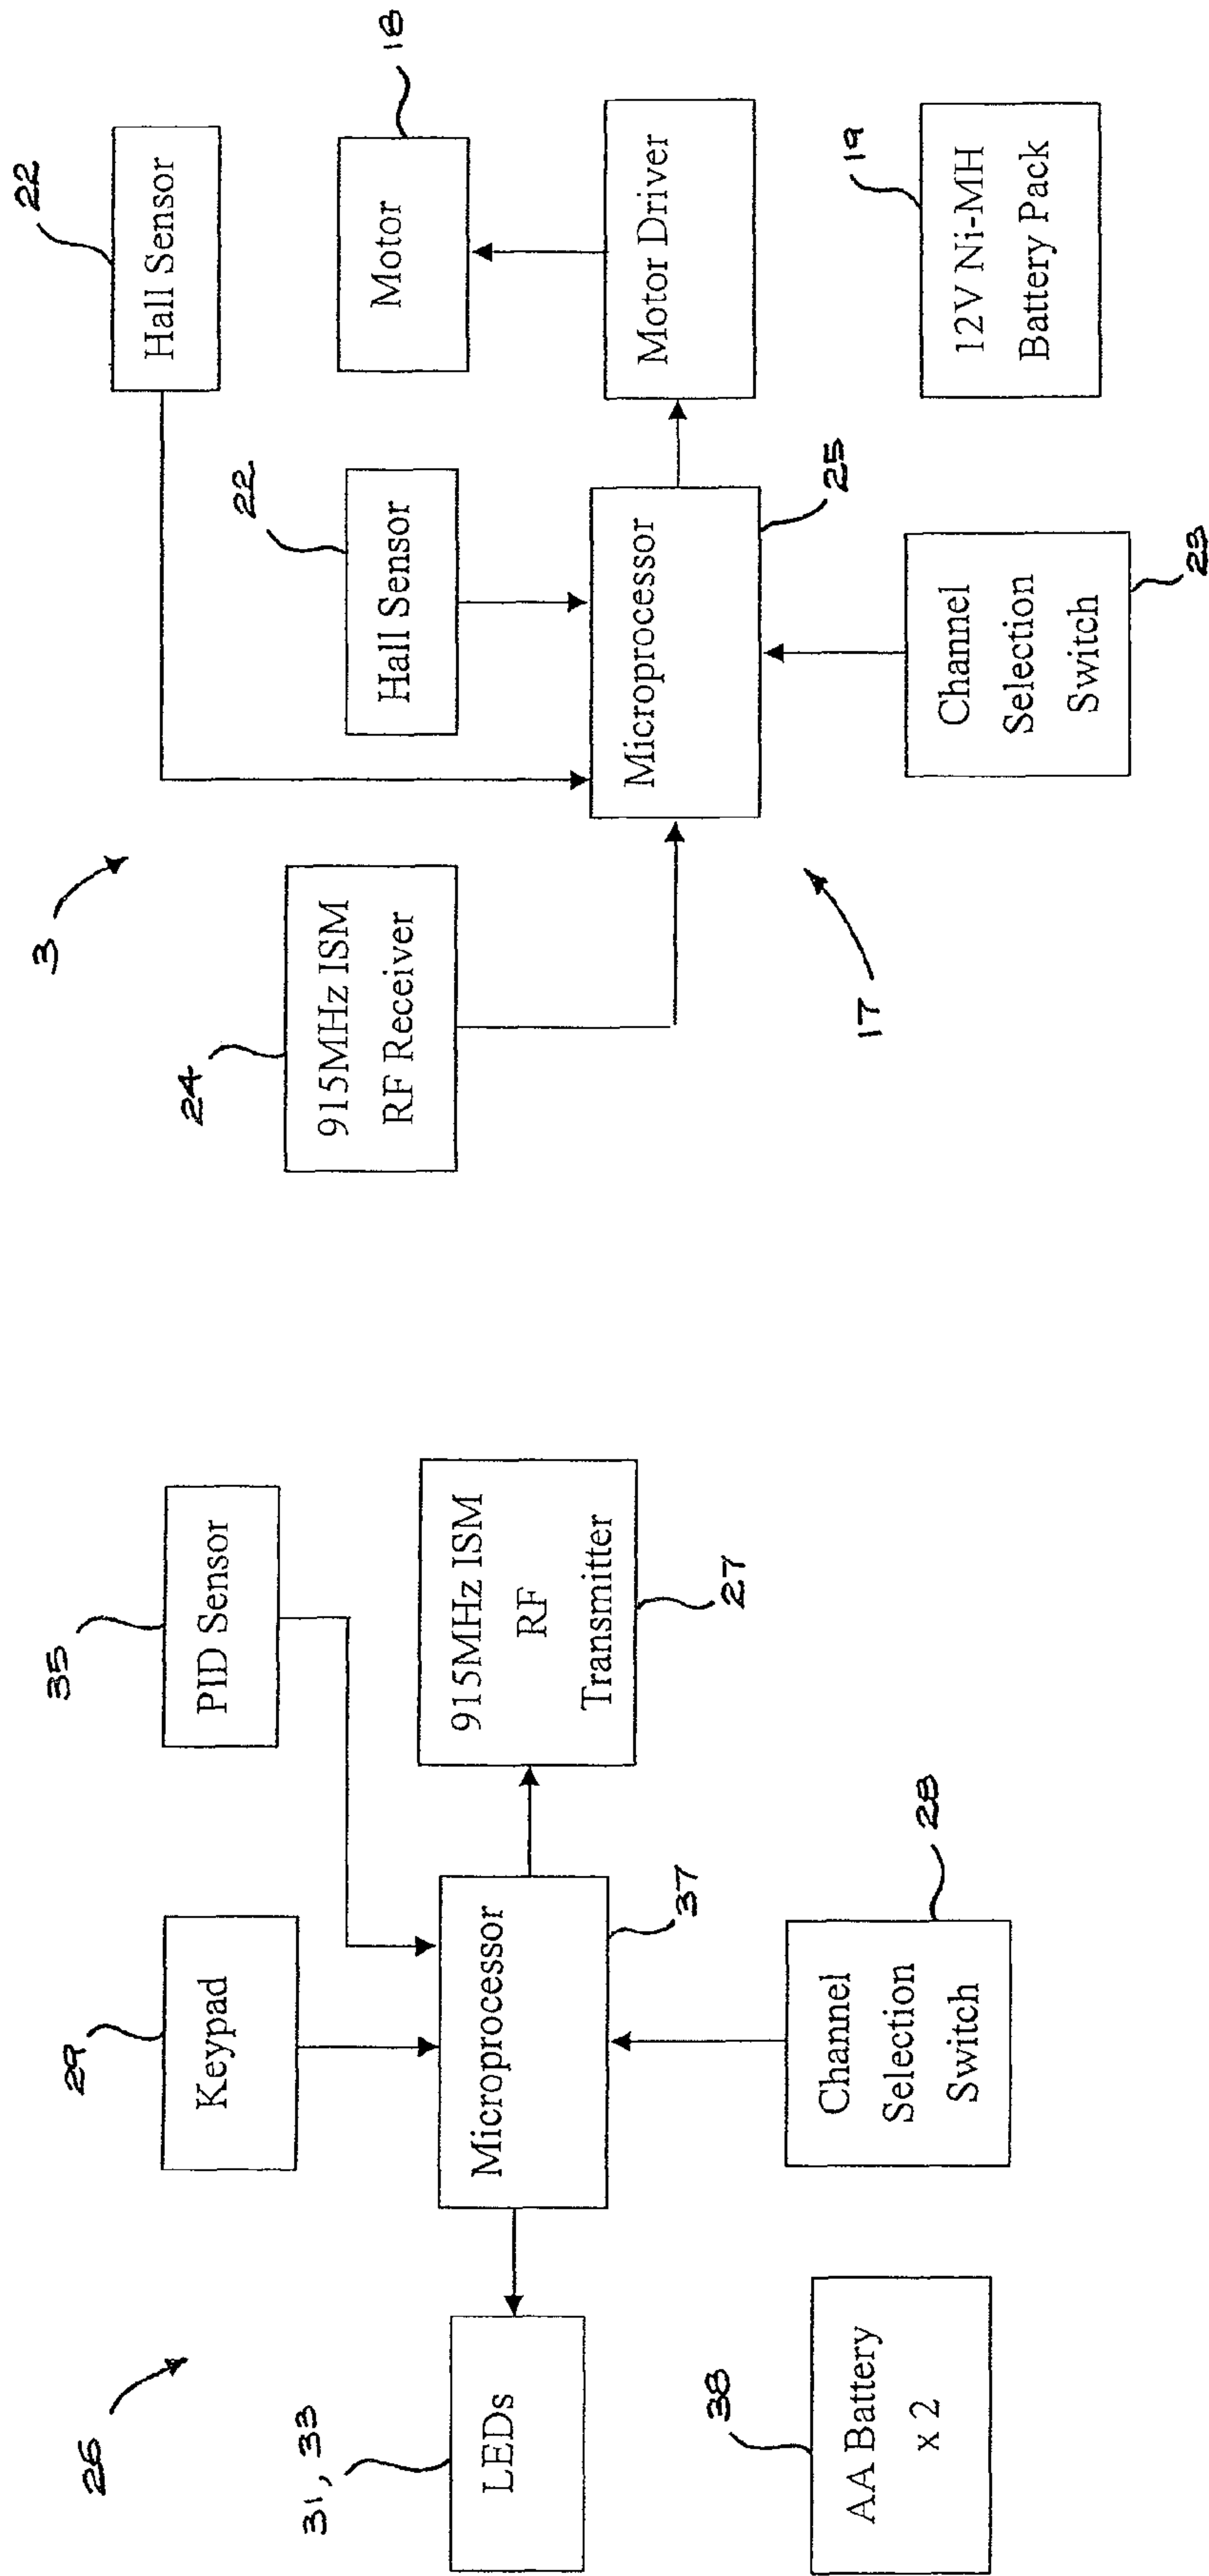 26
29
Keypad
35
PID Sensor
31, 33
LEDs
Microprocessor
37
915MHz ISM
RF
Transmitter
27
38
AA Battery
x 2
Channel
Selection
Switch
28
3
22
Hall Sensor
24
915MHz ISM
RF Receiver
22
Hall Sensor
Motor
18
Microprocessor
25
Motor Driver
17
Channel
Selection
Switch
23
19
12V Ni-MH
Battery Pack